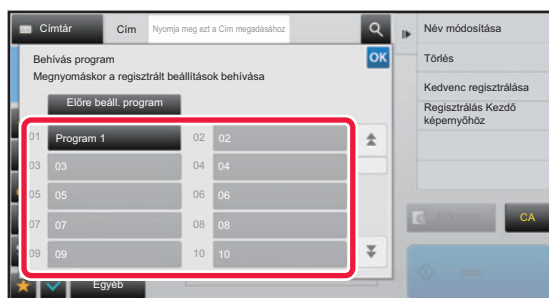 Címtár
Cím
Nyomja meg ezt a Cím megadásához
Behívás program
OK
Megnyomáskor a regisztrált beállítások behívása
Előre beáll. program
01 Program 1 02 02
03 03 04 04
05 05 06 06
07 07 08 08
09 09 10 10
Egyéb
Név módosítása
Törlés
Kedvenc regisztrálása
Regisztrálás Kezdő
képernyőhöz
Előnézet
CA
Start